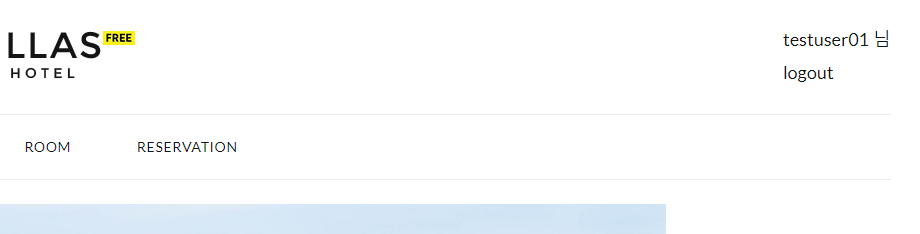 LLAS FREE
HOTEL
testuser01 님
logout
ROOM RESERVATION